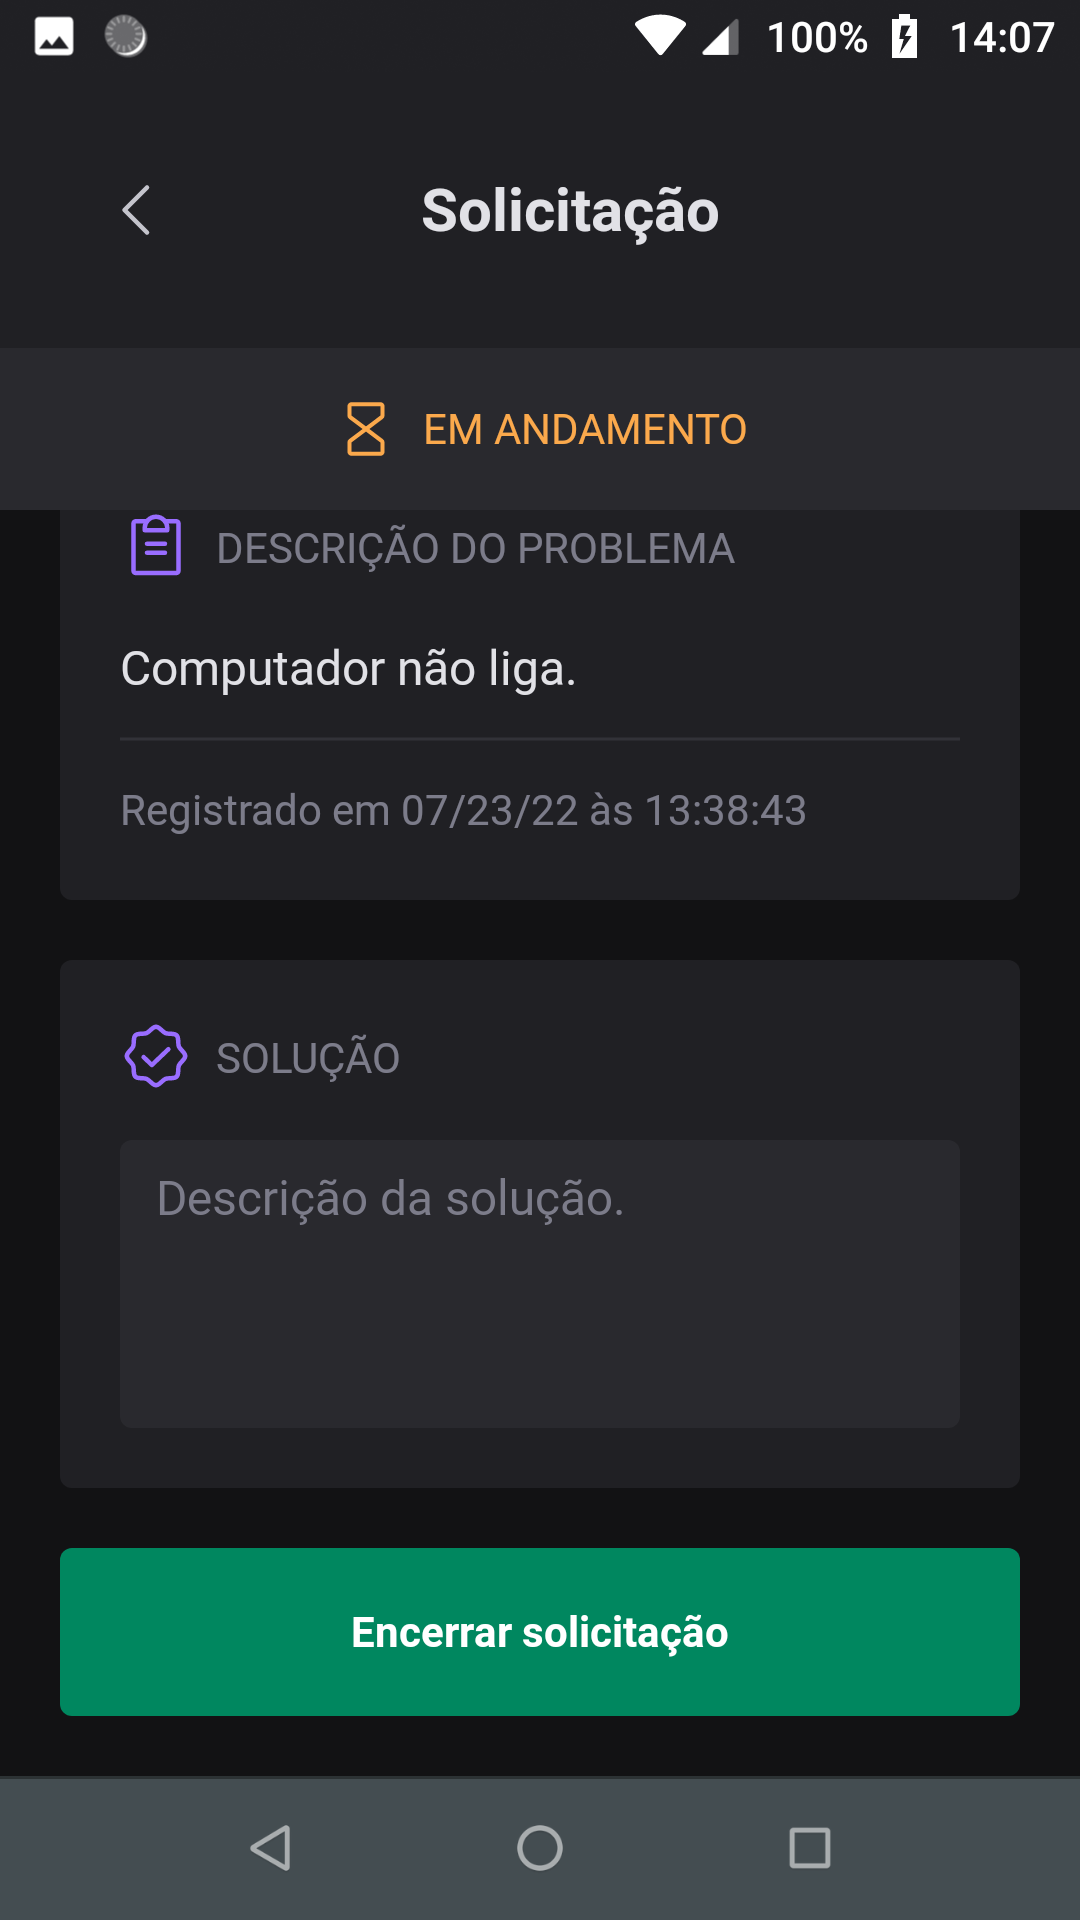 100% 14:07
Solicitação
EM ANDAMENTO
DESCRIÇÃO DO PROBLEMA
Computador não liga.
Registrado em 07/23/22 às 13:38:43
SOLUÇÃO
Descrição da solução.
Encerrar solicitação